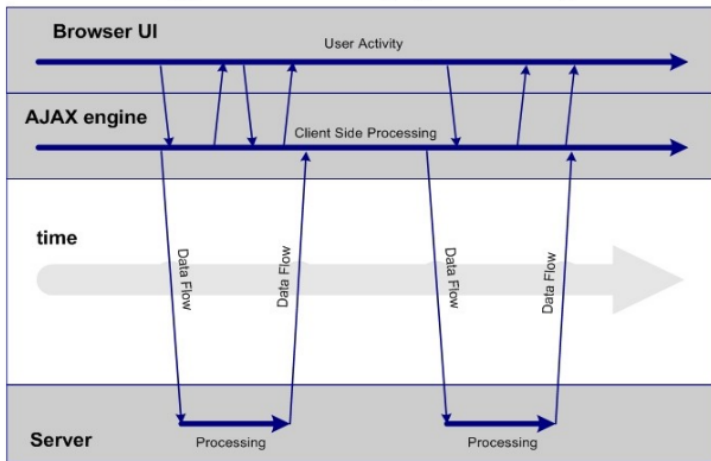 Browser UI
User Activity
AJAX engine
Client Side Processing
time
Data Flow
Data Flow
Data Flow
Data Flow
Server
Processing
Processing